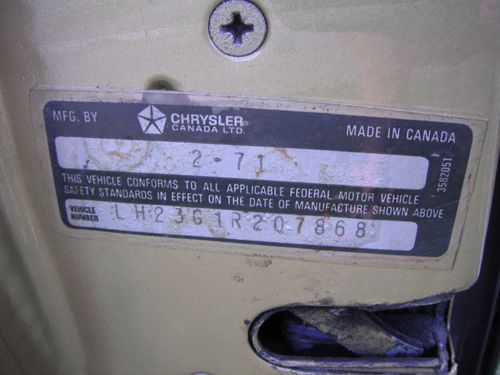 MFG. BY CHRYSLER CANADA LTD. MADE IN CANADA
2-71
THIS VEHICLE CONFORMS TO ALL APPLICABLE FEDERAL MOTOR VEHICLE
SAFETY STANDARDS IN EFFECT ON THE DATE OF MANUFACTURE SHOWN ABOVE
VEHICLE NUMBER LH23G1R207868
3582051